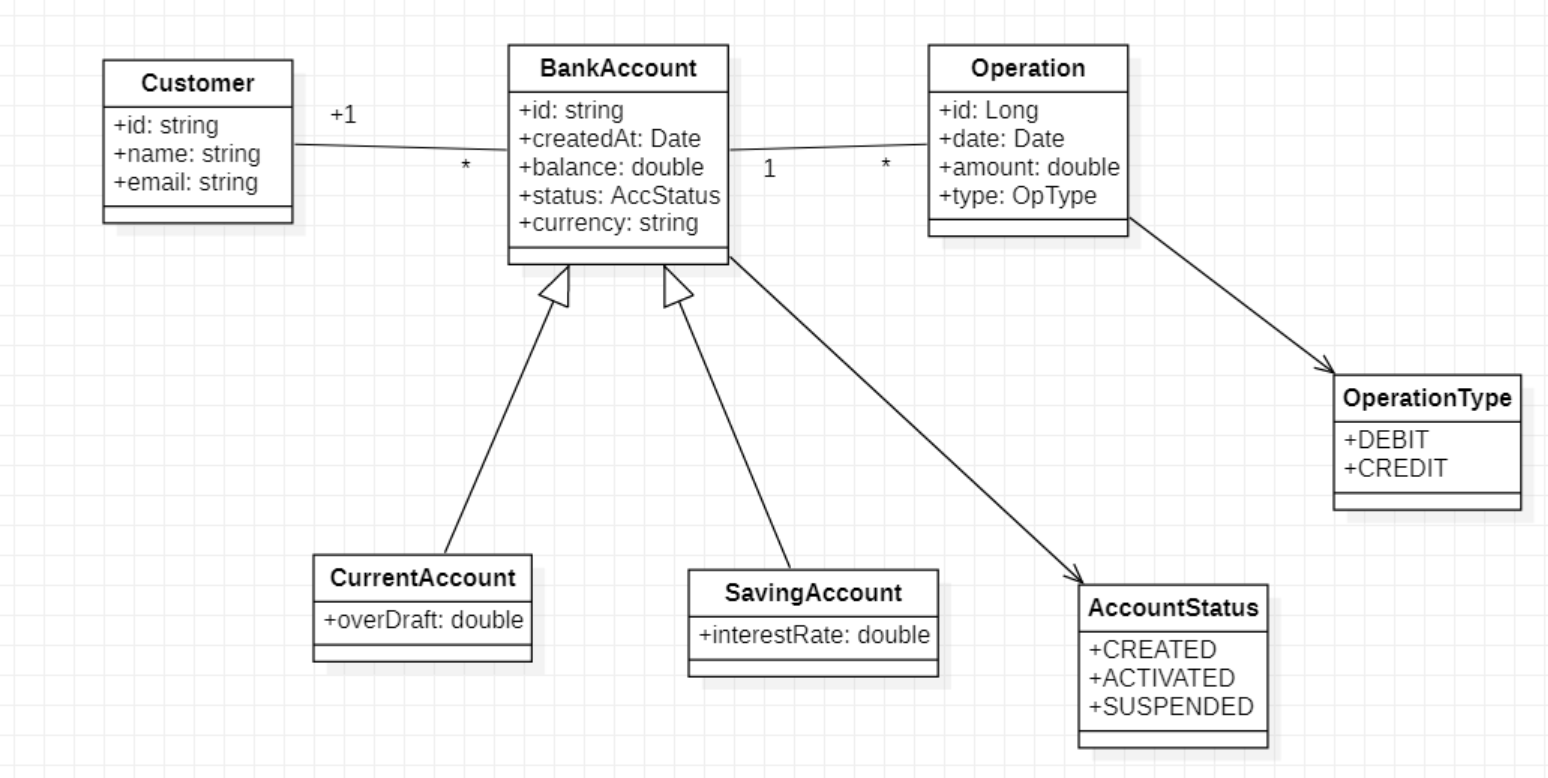 Customer
+id: string
+name: string
+email: string
+1
*
BankAccount
+id: string
+createdAt: Date
+balance: double
+status: AccStatus
+currency: string
1
*
Operation
+id: Long
+date: Date
+amount: double
+type: OpType
OperationType
+DEBIT
+CREDIT
CurrentAccount
+overDraft: double
SavingAccount
+interestRate: double
AccountStatus
+CREATED
+ACTIVATED
+SUSPENDED